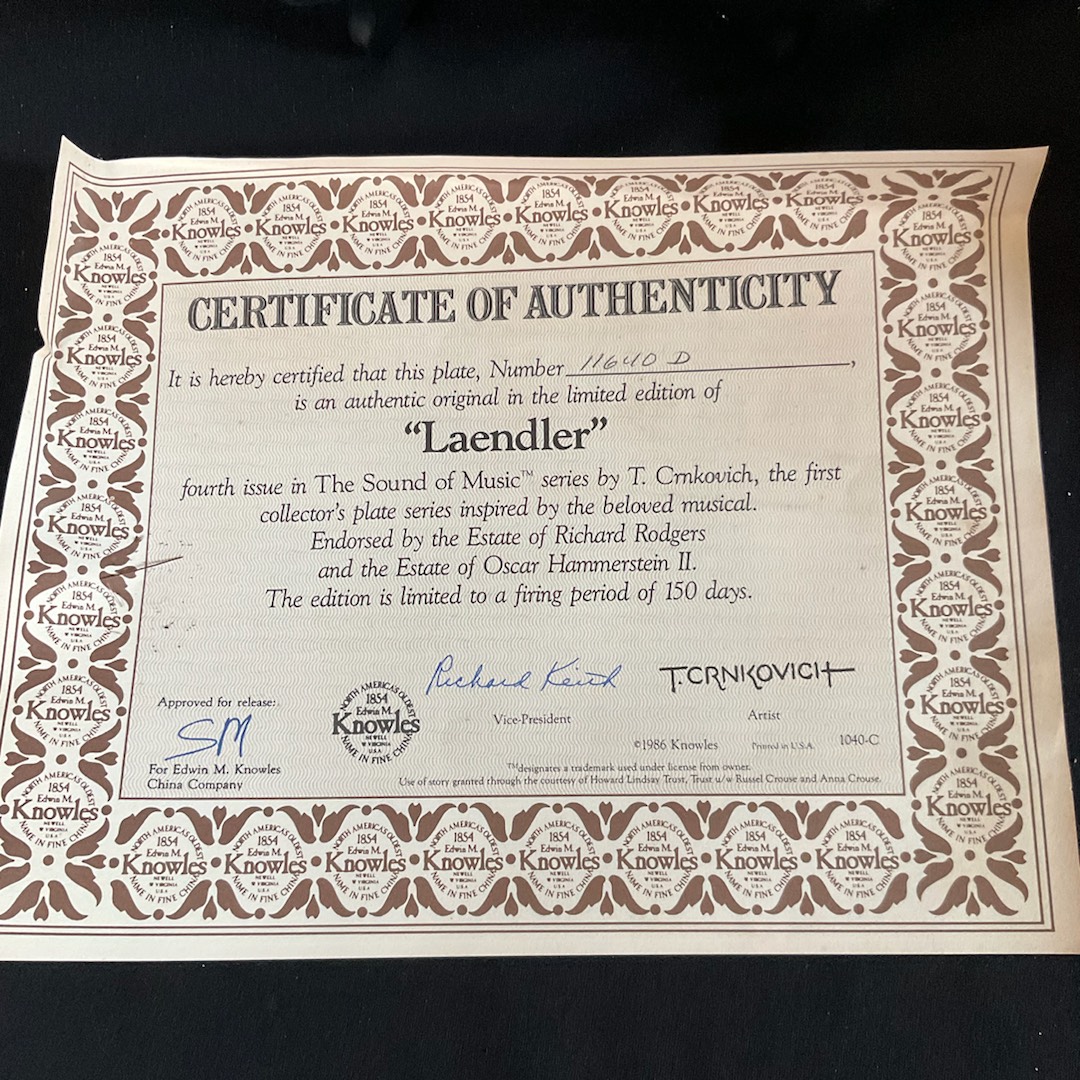 CERTIFICATE OF AUTHENTICITY
It is hereby certified that this plate, Number 11640 D,
is an authentic original in the limited edition of
“Laendler”
fourth issue in The Sound of Music™ series by T. Crnkovich, the first
collector's plate series inspired by the beloved musical.
Endorsed by the Estate of Richard Rodgers
and the Estate of Oscar Hammerstein II.
The edition is limited to a firing period of 150 days.
Approved for release:
SM
For Edwin M. Knowles
China Company
NORTH AMERICA'S OLDEST
1854
Edwin M.
Knowles
NEWELL
W VIRGINIA
U.S.A
NAME IN FINE CHINA
Richard Keith
Vice-President
T. CRNKOVICH
Artist
©1986 Knowles
Printed in U.S.A.
1040-C
™designates a trademark used under license from owner.
Use of story granted through the courtesy of Howard Lindsay Trust, Trust u/w Russel Crouse and Anna Crouse.